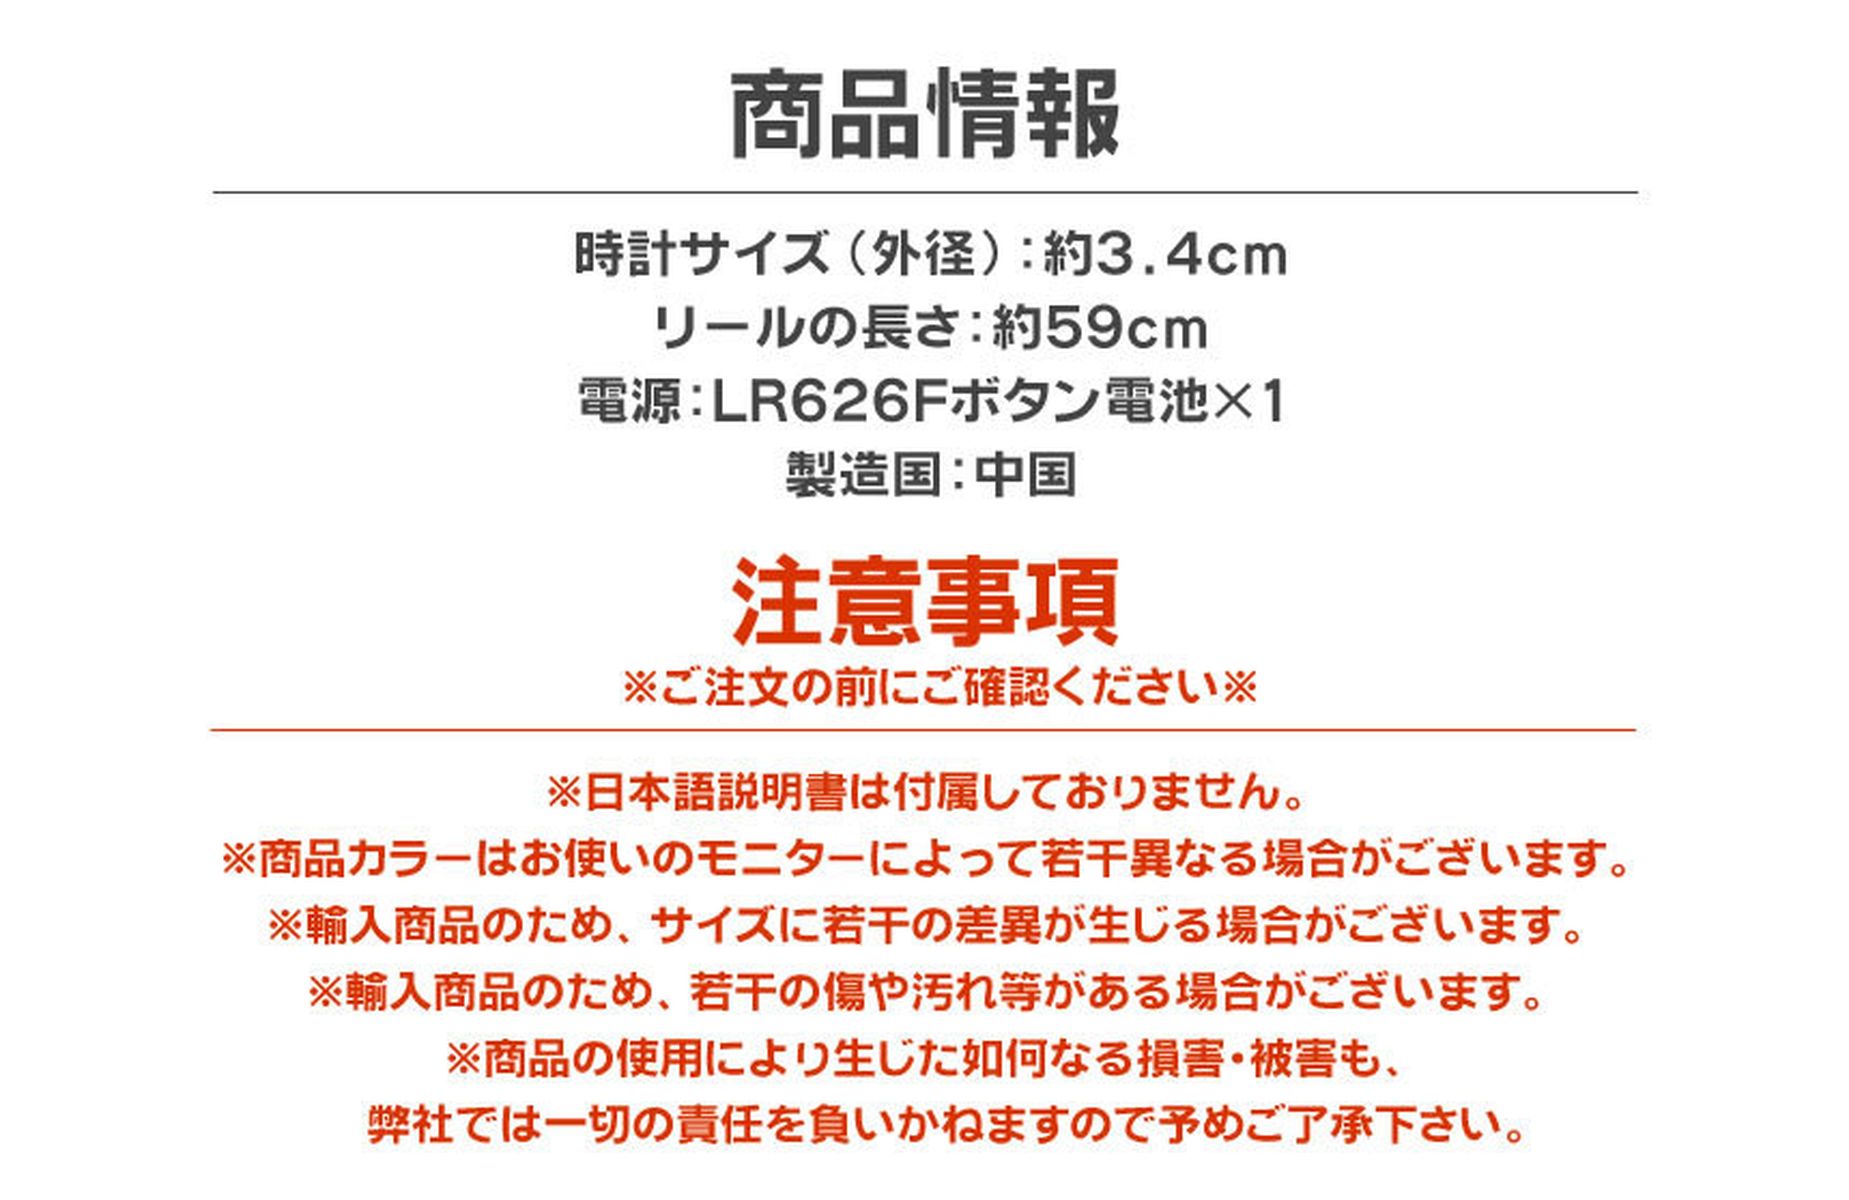 商品情報
時計サイズ（外径）：約3.4cm
リールの長さ：約59cm
電源：LR626Fボタン電池×1
製造国：中国
注意事項
※ご注文の前にご確認ください※
※日本語説明書は付属しておりません。
※商品カラーはお使いのモニターによって若干異なる場合がございます。
※輸入商品のため、サイズに若干の差異が生じる場合がございます。
※輸入商品のため、若干の傷や汚れ等がある場合がございます。
※商品の使用により生じた如何なる損害・被害も、
弊社では一切の責任を負いかねますので予めご了承下さい。